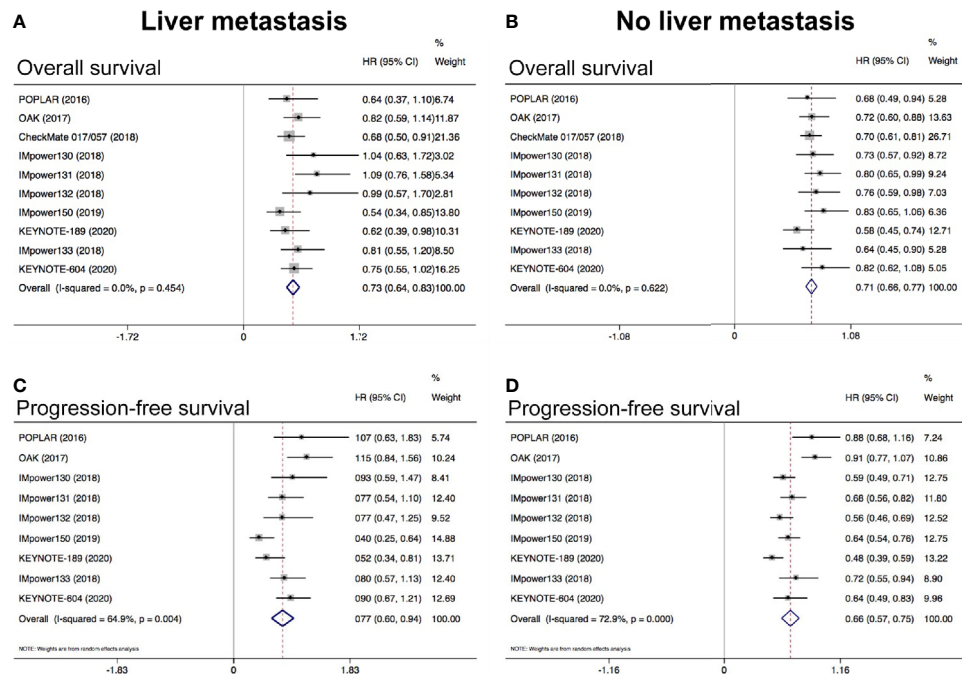 A Liver metastasis
%
HR (95% CI) Weight
Overall survival
POPLAR (2016) 0.64 (0.37, 1.10)6.74
OAK (2017) 0.82 (0.59, 1.14)11.87
CheckMate 017/057 (2018) 0.68 (0.50, 0.91)21.36
IMpower130 (2018) 1.04 (0.63, 1.72)3.02
IMpower131 (2018) 1.09 (0.76, 1.58)5.34
IMpower132 (2018) 0.99 (0.57, 1.70)2.81
IMpower150 (2019) 0.54 (0.34, 0.85)13.80
KEYNOTE-189 (2020) 0.62 (0.39, 0.98)10.31
IMpower133 (2018) 0.81 (0.55, 1.20)8.50
KEYNOTE-604 (2020) 0.75 (0.55, 1.02)16.25
Overall (I-squared = 0.0%, p = 0.454) 0.73 (0.64, 0.83)100.00
-1.72 0 1.72
B No liver metastasis
%
HR (95% CI) Weight
Overall survival
POPLAR (2016) 0.68 (0.49, 0.94) 5.28
OAK (2017) 0.72 (0.60, 0.88) 13.63
CheckMate 017/057 (2018) 0.70 (0.61, 0.81) 26.71
IMpower130 (2018) 0.73 (0.57, 0.92) 8.72
IMpower131 (2018) 0.80 (0.65, 0.99) 9.24
IMpower132 (2018) 0.76 (0.59, 0.98) 7.03
IMpower150 (2019) 0.83 (0.65, 1.06) 6.36
KEYNOTE-189 (2020) 0.58 (0.45, 0.74) 12.71
IMpower133 (2018) 0.64 (0.45, 0.90) 5.28
KEYNOTE-604 (2020) 0.82 (0.62, 1.08) 5.05
Overall (I-squared = 0.0%, p = 0.622) 0.71 (0.66, 0.77) 100.00
-1.08 0 1.08
C
%
HR (95% CI) Weight
Progression-free survival
POPLAR (2016) 107 (0.63, 1.83) 5.74
OAK (2017) 115 (0.84, 1.56) 10.24
IMpower130 (2018) 093 (0.59, 1.47) 8.41
IMpower131 (2018) 077 (0.54, 1.10) 12.40
IMpower132 (2018) 077 (0.47, 1.25) 9.52
IMpower150 (2019) 040 (0.25, 0.64) 14.88
KEYNOTE-189 (2020) 052 (0.34, 0.81) 13.71
IMpower133 (2018) 080 (0.57, 1.13) 12.40
KEYNOTE-604 (2020) 090 (0.67, 1.21) 12.69
Overall (I-squared = 64.9%, p = 0.004) 077 (0.60, 0.94) 100.00
NOTE: Weights are from random effects analysis
-1.83 0 1.83
D
%
HR (95% CI) Weight
Progression-free survival
POPLAR (2016) 0.88 (0.68, 1.16) 7.24
OAK (2017) 0.91 (0.77, 1.07) 10.86
IMpower130 (2018) 0.59 (0.49, 0.71) 12.75
IMpower131 (2018) 0.68 (0.56, 0.82) 11.80
IMpower132 (2018) 0.56 (0.46, 0.69) 12.52
IMpower150 (2019) 0.64 (0.54, 0.76) 12.75
KEYNOTE-189 (2020) 0.48 (0.39, 0.59) 13.22
IMpower133 (2018) 0.72 (0.55, 0.94) 8.90
KEYNOTE-604 (2020) 0.64 (0.49, 0.83) 9.96
Overall (I-squared = 72.9%, p = 0.000) 0.66 (0.57, 0.75) 100.00
NOTE: Weights are from random effects analysis
-1.16 0 1.16